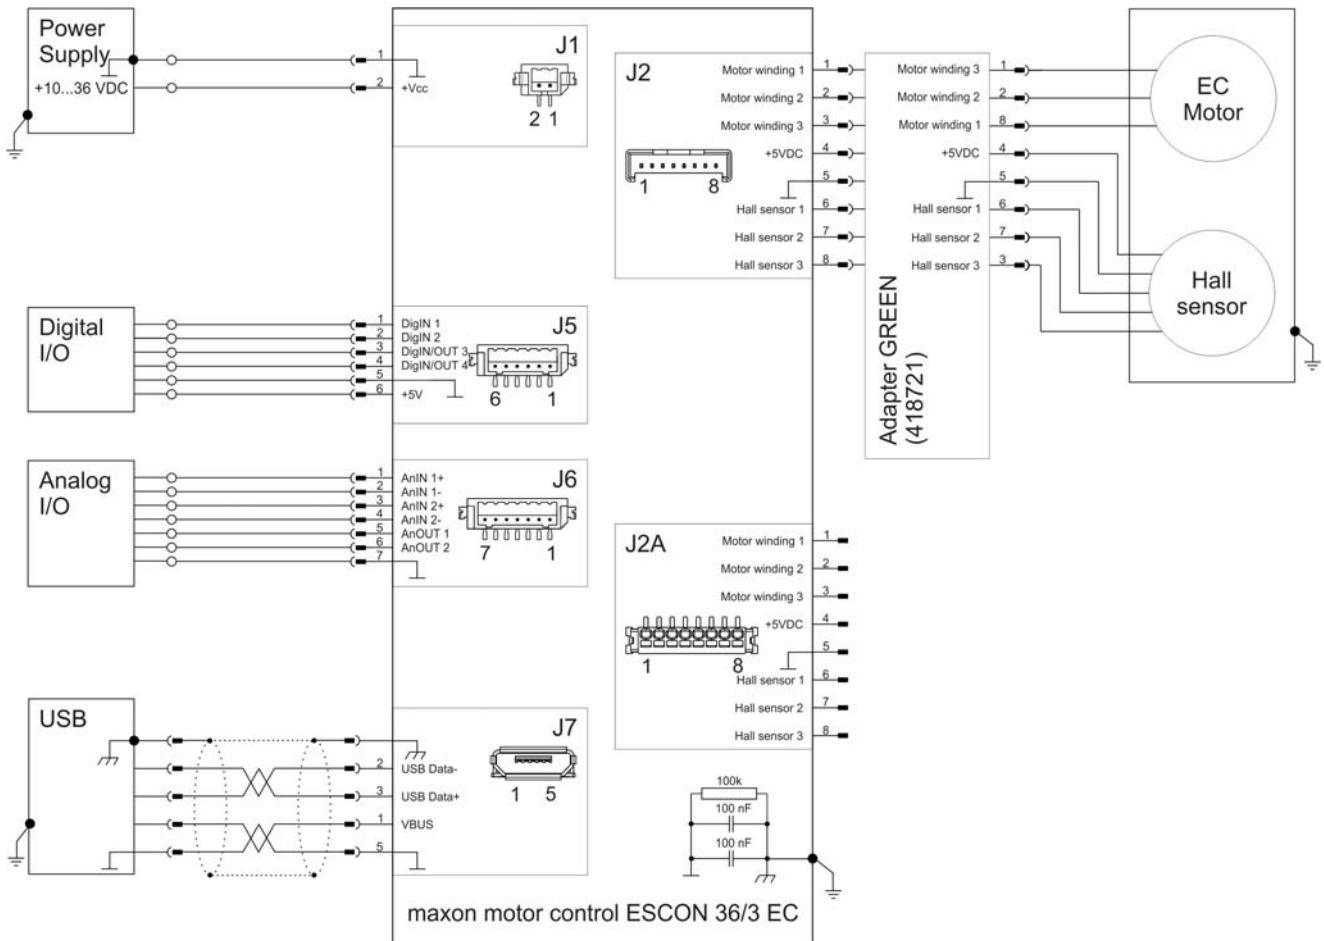 Power
Supply
+10...36 VDC
1
2
+Vcc
J1
2 1
Digital
I/O
1
2
3
4
5
6
DigIN 1
DigIN 2
DigIN/OUT 3
DigIN/OUT 4
+5V
J5
6 1
Analog
I/O
1
2
3
4
5
6
7
AnIN 1+
AnIN 1-
AnIN 2+
AnIN 2-
AnOUT 1
AnOUT 2
J6
7 1
USB
2
3
1
5
USB Data-
USB Data+
VBUS
J7
1 5
J2
1 8
Motor winding 1 1
Motor winding 2 2
Motor winding 3 3
+5VDC 4
5
Hall sensor 1 6
Hall sensor 2 7
Hall sensor 3 8
Motor winding 3 1
Motor winding 2 2
Motor winding 1 8
+5VDC 4
5
Hall sensor 1 6
Hall sensor 2 7
Hall sensor 3 3
Adapter GREEN
(418721)
EC
Motor
Hall
sensor
J2A
1 8
Motor winding 1 1
Motor winding 2 2
Motor winding 3 3
+5VDC 4
5
Hall sensor 1 6
Hall sensor 2 7
Hall sensor 3 8
100k
100 nF
100 nF
maxon motor control ESCON 36/3 EC